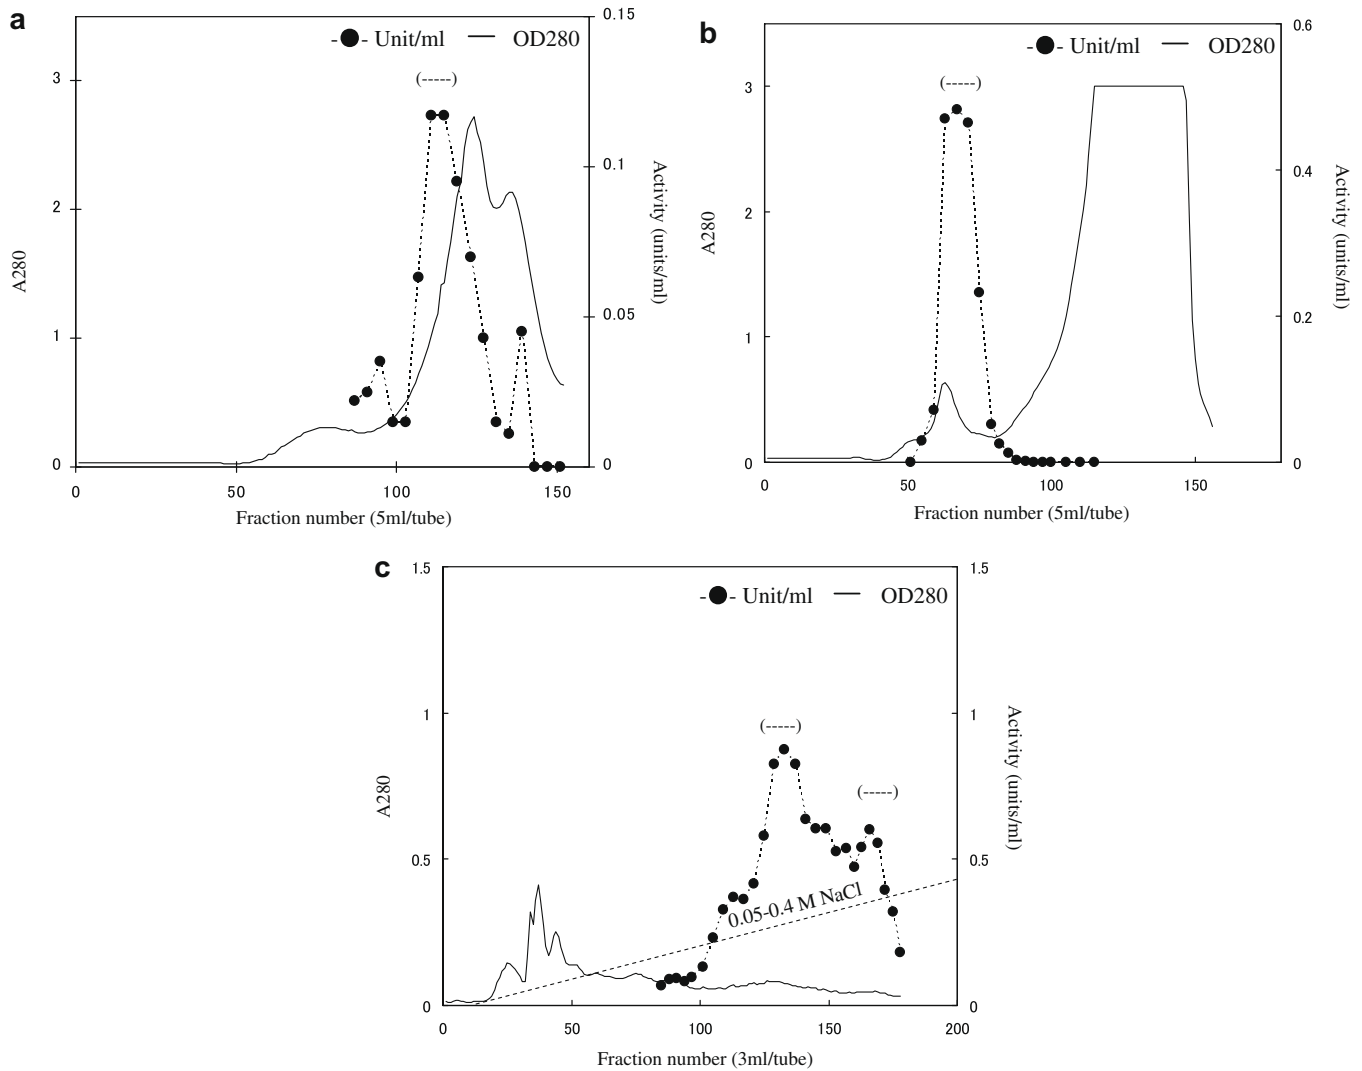 a
-●- Unit/ml — OD280
(-----)
0.15
3
0.1
2
0.05
1
0
0
A280
Activity (units/ml)
0
50
100
150
Fraction number (5ml/tube)
b
-●- Unit/ml — OD280
(-----)
0.6
3
0.4
2
0.2
1
0
0
A280
Activity (units/ml)
0
50
100
150
Fraction number (5ml/tube)
c
-●- Unit/ml — OD280
1.5
1.5
(-----)
1
1
(-----)
0.5
0.5
0.05-0.4 M NaCl
0
0
A280
Activity (units/ml)
0
50
100
150
200
Fraction number (3ml/tube)